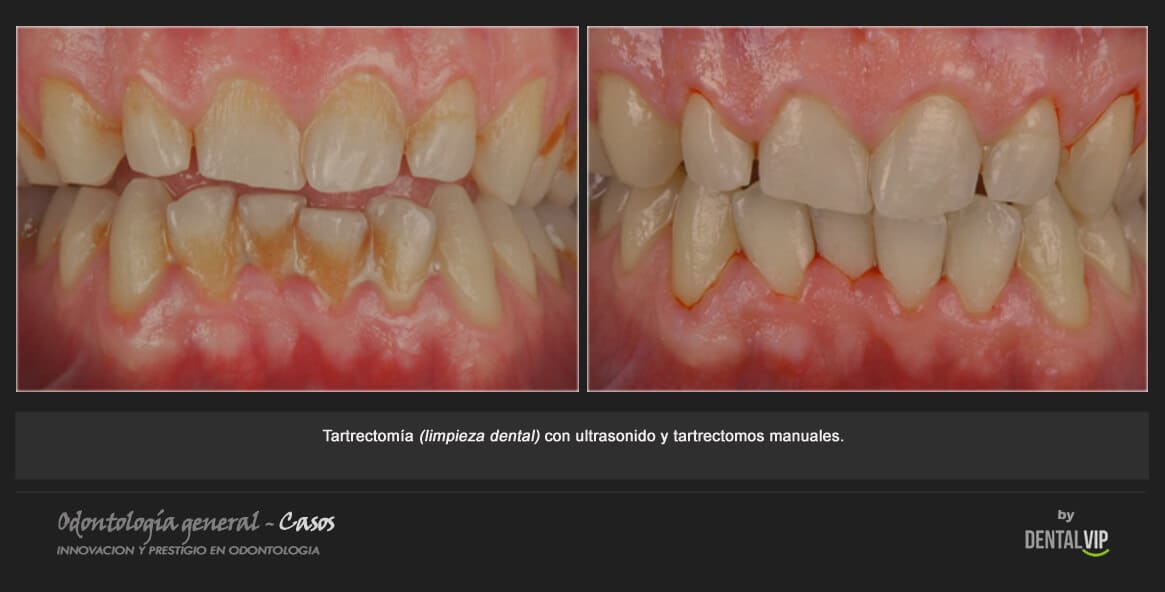 Tartrectomía (limpieza dental) con ultrasonido y tartrectomos manuales.
Odontología general - Casos
INNOVACION Y PRESTIGIO EN ODONTOLOGIA
by
DENTALVIP